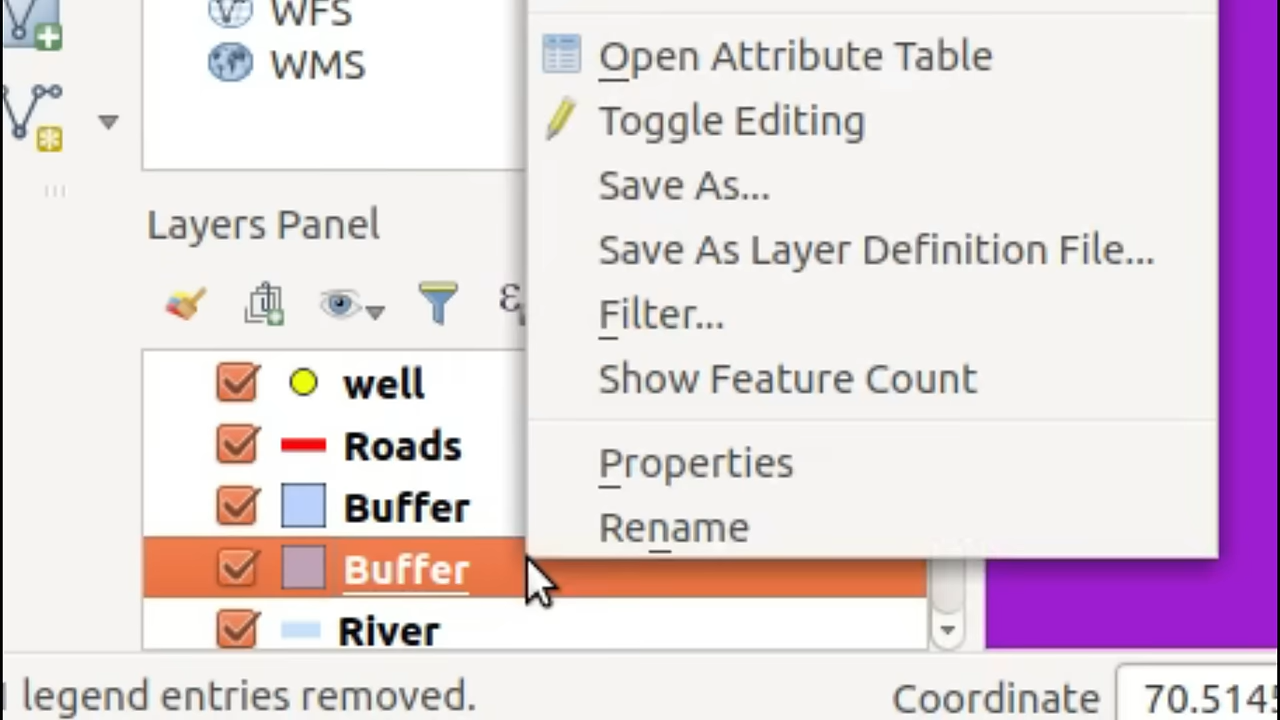 WFS
WMS
Open Attribute Table
Toggle Editing
Save As...
Save As Layer Definition File...
Filter...
Show Feature Count
Properties
Rename
Layers Panel
ε
well
Roads
Buffer
Buffer
River
legend entries removed.
Coordinate
70.514